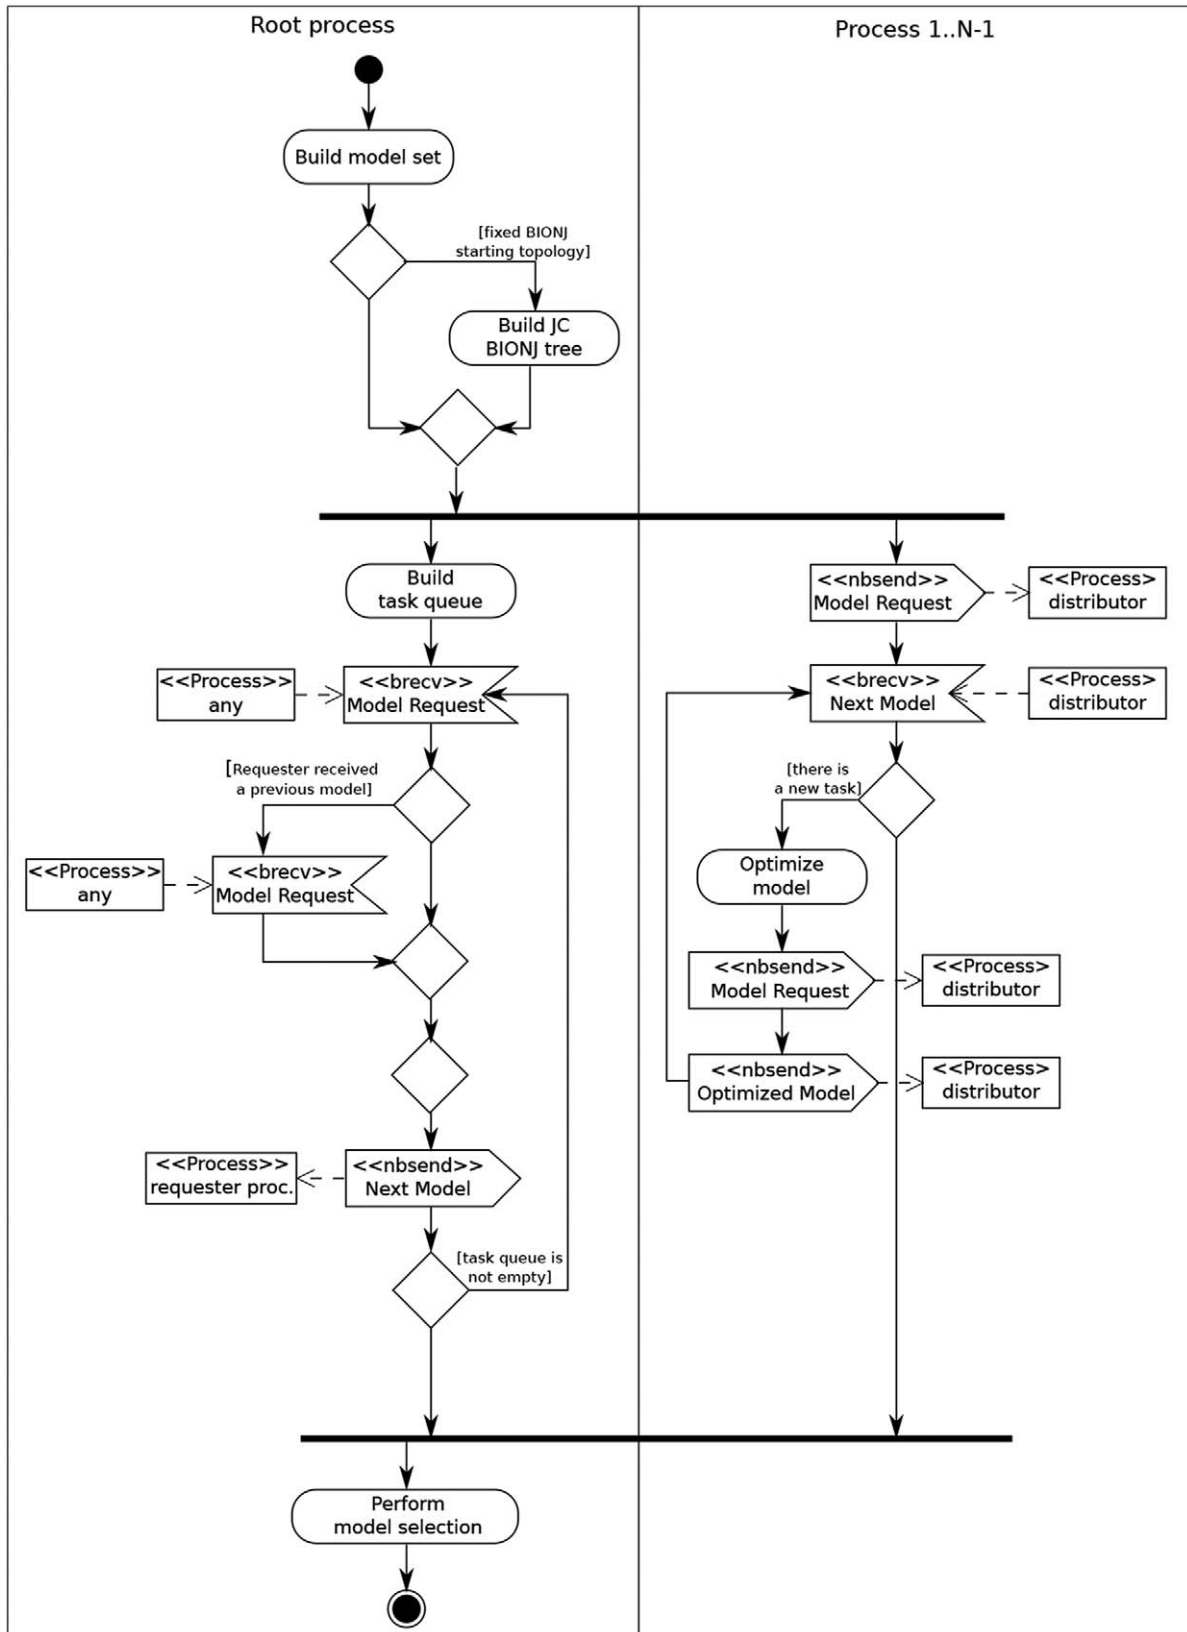 Root process
Process 1..N-1
Build model set
[fixed BIONJ
starting topology]
Build JC
BIONJ tree
Build
task queue
<<Process>>
any
<<brecv>>
Model Request
[Requester received
a previous model]
<<Process>>
any
<<brecv>>
Model Request
<<Process>>
requester proc.
<<nbsend>>
Next Model
[task queue is
not empty]
Perform
model selection
<<nbsend>>
Model Request
<<Process>
distributor
<<brecv>>
Next Model
<<Process>
distributor
[there is
a new task]
Optimize
model
<<nbsend>>
Model Request
<<Process>
distributor
<<nbsend>>
Optimized Model
<<Process>
distributor